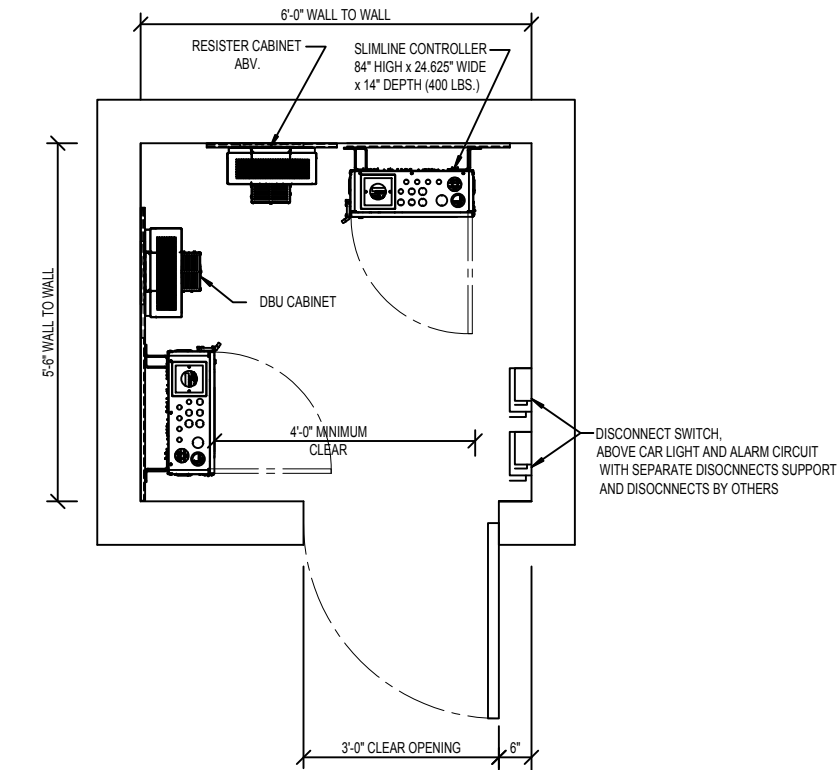 6'-0" WALL TO WALL
RESISTER CABINET
ABV.
SLIMLINE CONTROLLER
84" HIGH x 24.625" WIDE
x 14" DEPTH (400 LBS.)
5'-6" WALL TO WALL
DBU CABINET
4'-0" MINIMUM
CLEAR
DISCONNECT SWITCH,
ABOVE CAR LIGHT AND ALARM CIRCUIT
WITH SEPARATE DISOCNNECTS SUPPORT
AND DISOCNNECTS BY OTHERS
3'-0" CLEAR OPENING
6"